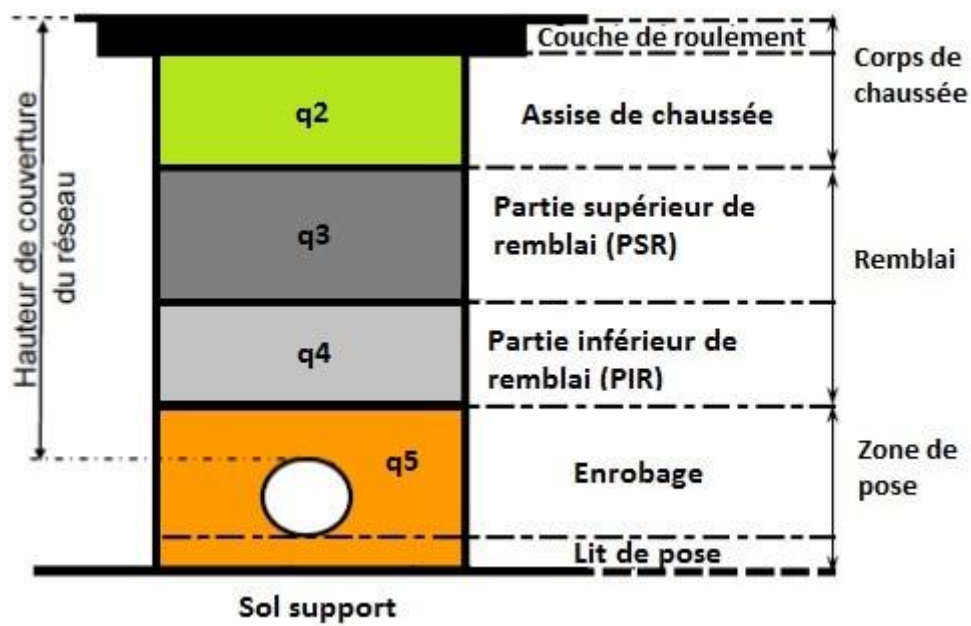 Couche de roulement
Corps de
chaussée
q2
Assise de chaussée
Hauteur de couverture
du réseau
q3
Partie supérieur de
remblai (PSR)
Remblai
q4
Partie inférieur de
remblai (PIR)
q5
Enrobage
Zone de
pose
Lit de pose
Sol support